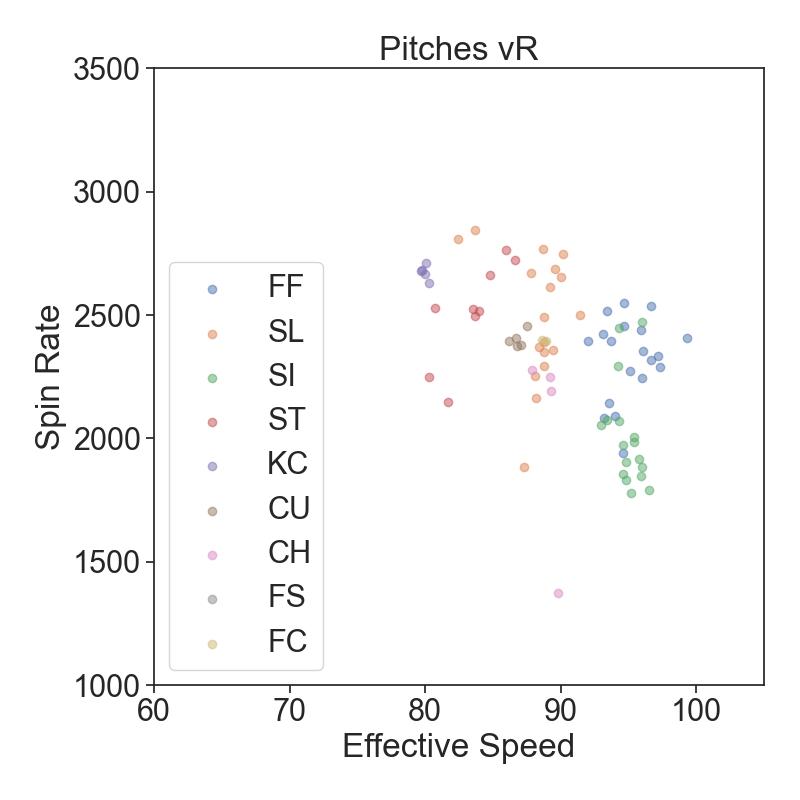 Pitches vR
3500
3000
2500
2000
1500
1000
Spin Rate
FF
SL
SI
ST
KC
CU
CH
FS
FC
60 70 80 90 100
Effective Speed